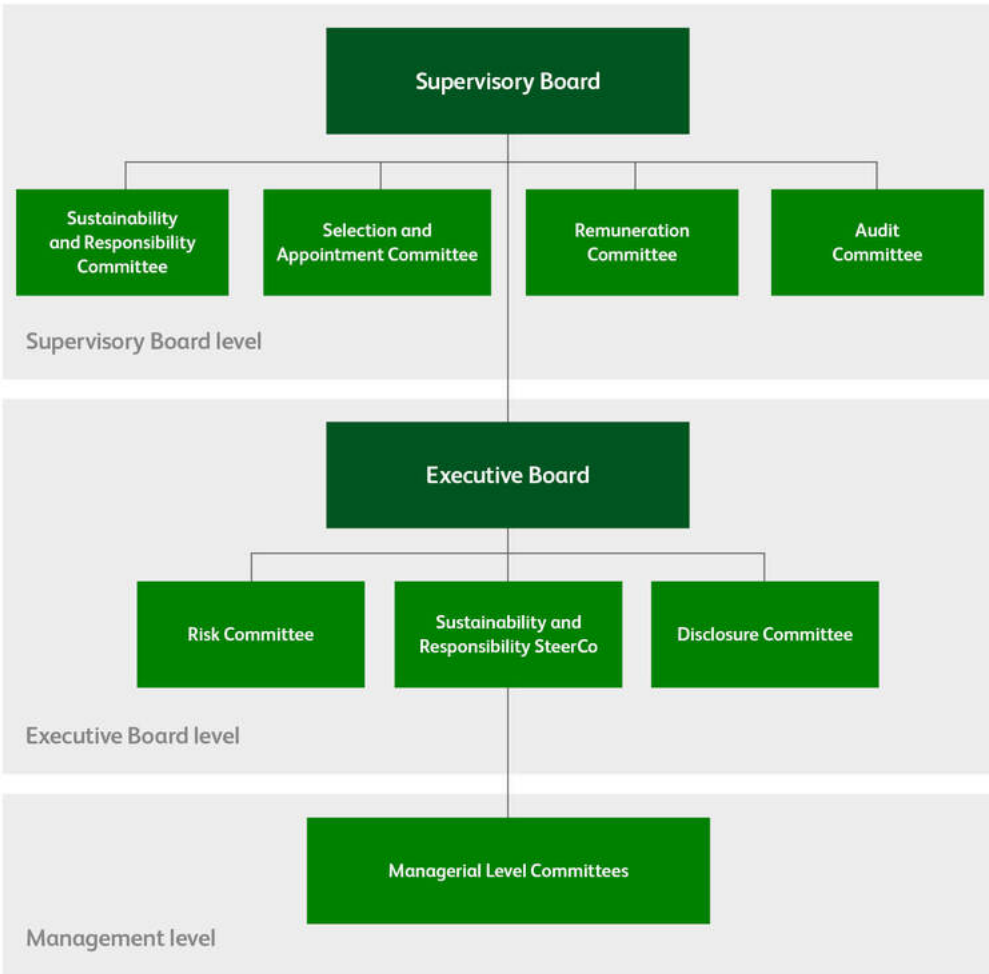 Supervisory Board
Sustainability
and Responsibility
Committee
Selection and
Appointment Committee
Remuneration
Committee
Audit
Committee
Supervisory Board level
Executive Board
Risk Committee
Sustainability and
Responsibility SteerCo
Disclosure Committee
Executive Board level
Managerial Level Committees
Management level